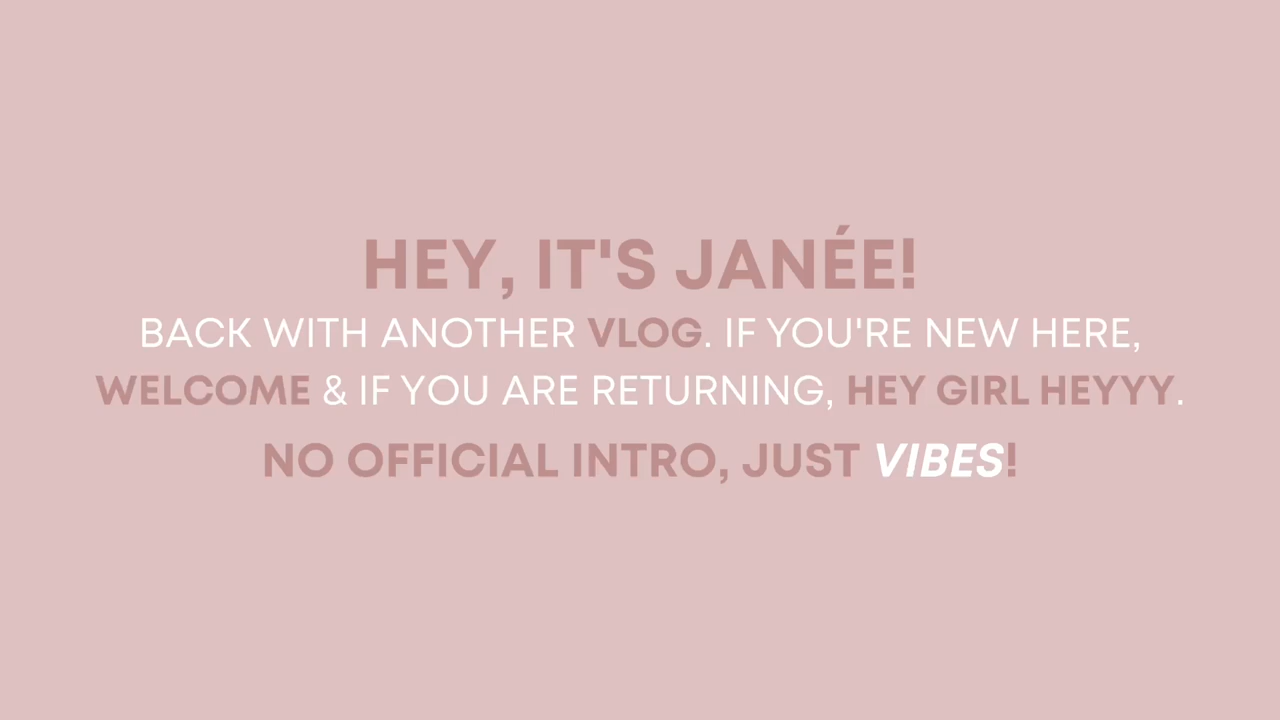 HEY, IT'S JANÉE!
BACK WITH ANOTHER VLOG. IF YOU'RE NEW HERE,
WELCOME & IF YOU ARE RETURNING, HEY GIRL HEYYY.
NO OFFICIAL INTRO, JUST VIBES!